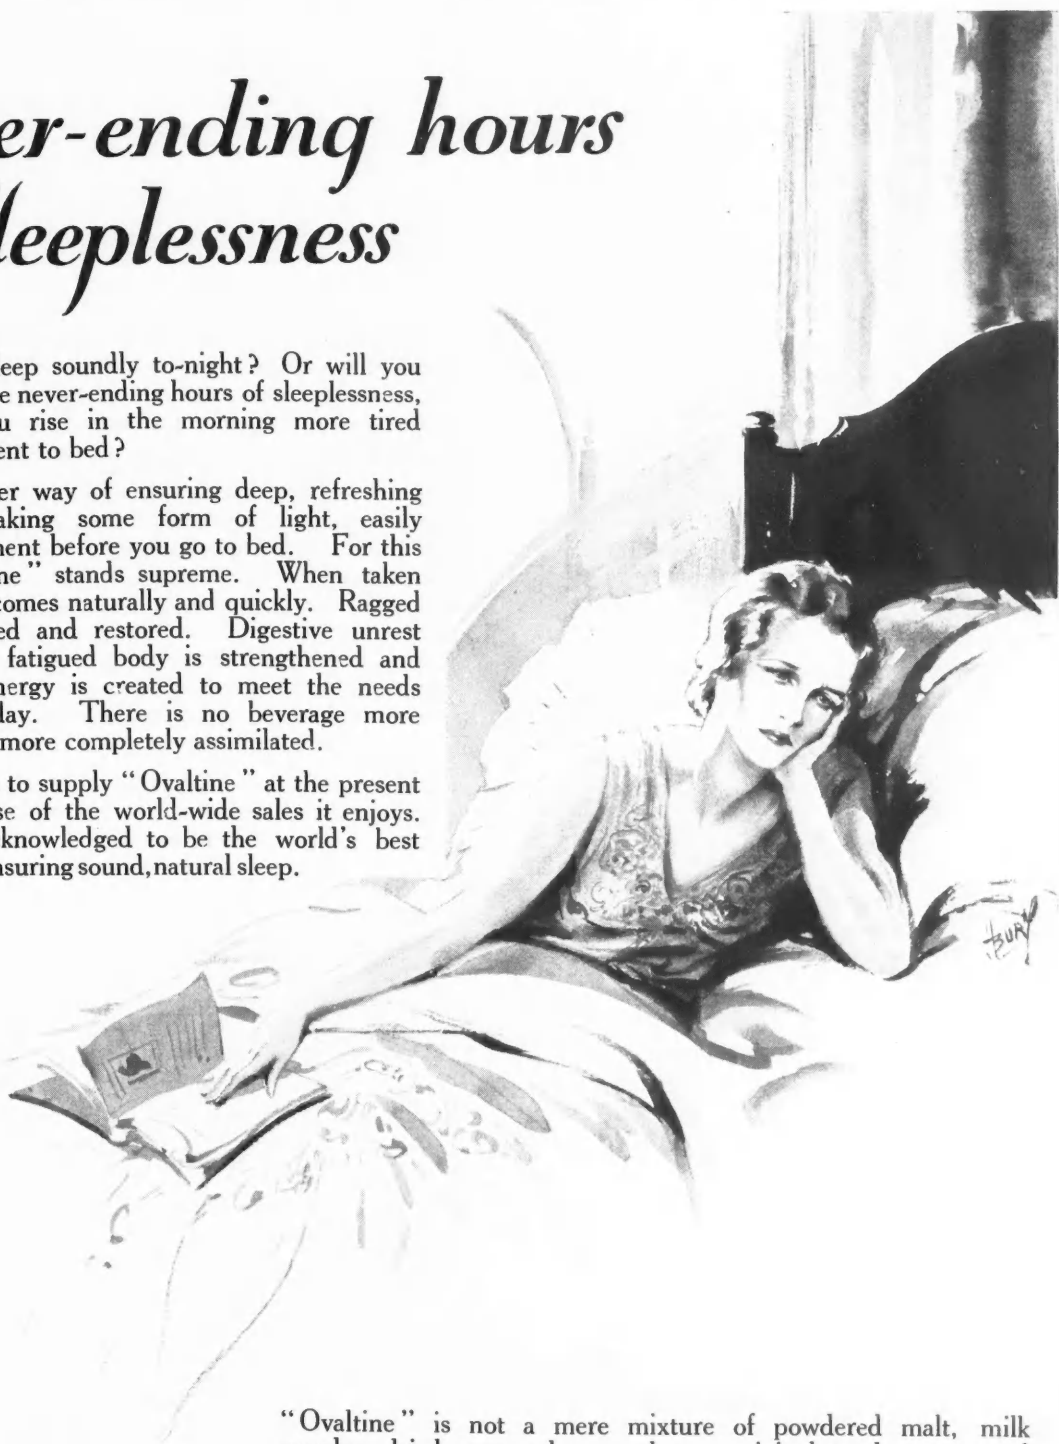 er-ending hours
leeplessness
eep soundly to-night? Or will you
e never-ending hours of sleeplessness,
u rise in the morning more tired
ent to bed?
er way of ensuring deep, refreshing
aking some form of light, easily
ment before you go to bed. For this
ne" stands supreme. When taken
comes naturally and quickly. Ragged
ed and restored. Digestive unrest
fatigued body is strengthened and
nergy is created to meet the needs
lay. There is no beverage more
more completely assimilated.
to supply "Ovaltine" at the present
se of the world-wide sales it enjoys.
knowledged to be the world's best
nsuring sound, natural sleep.
BURY
"Ovaltine" is not a mere mixture of powdered malt, milk